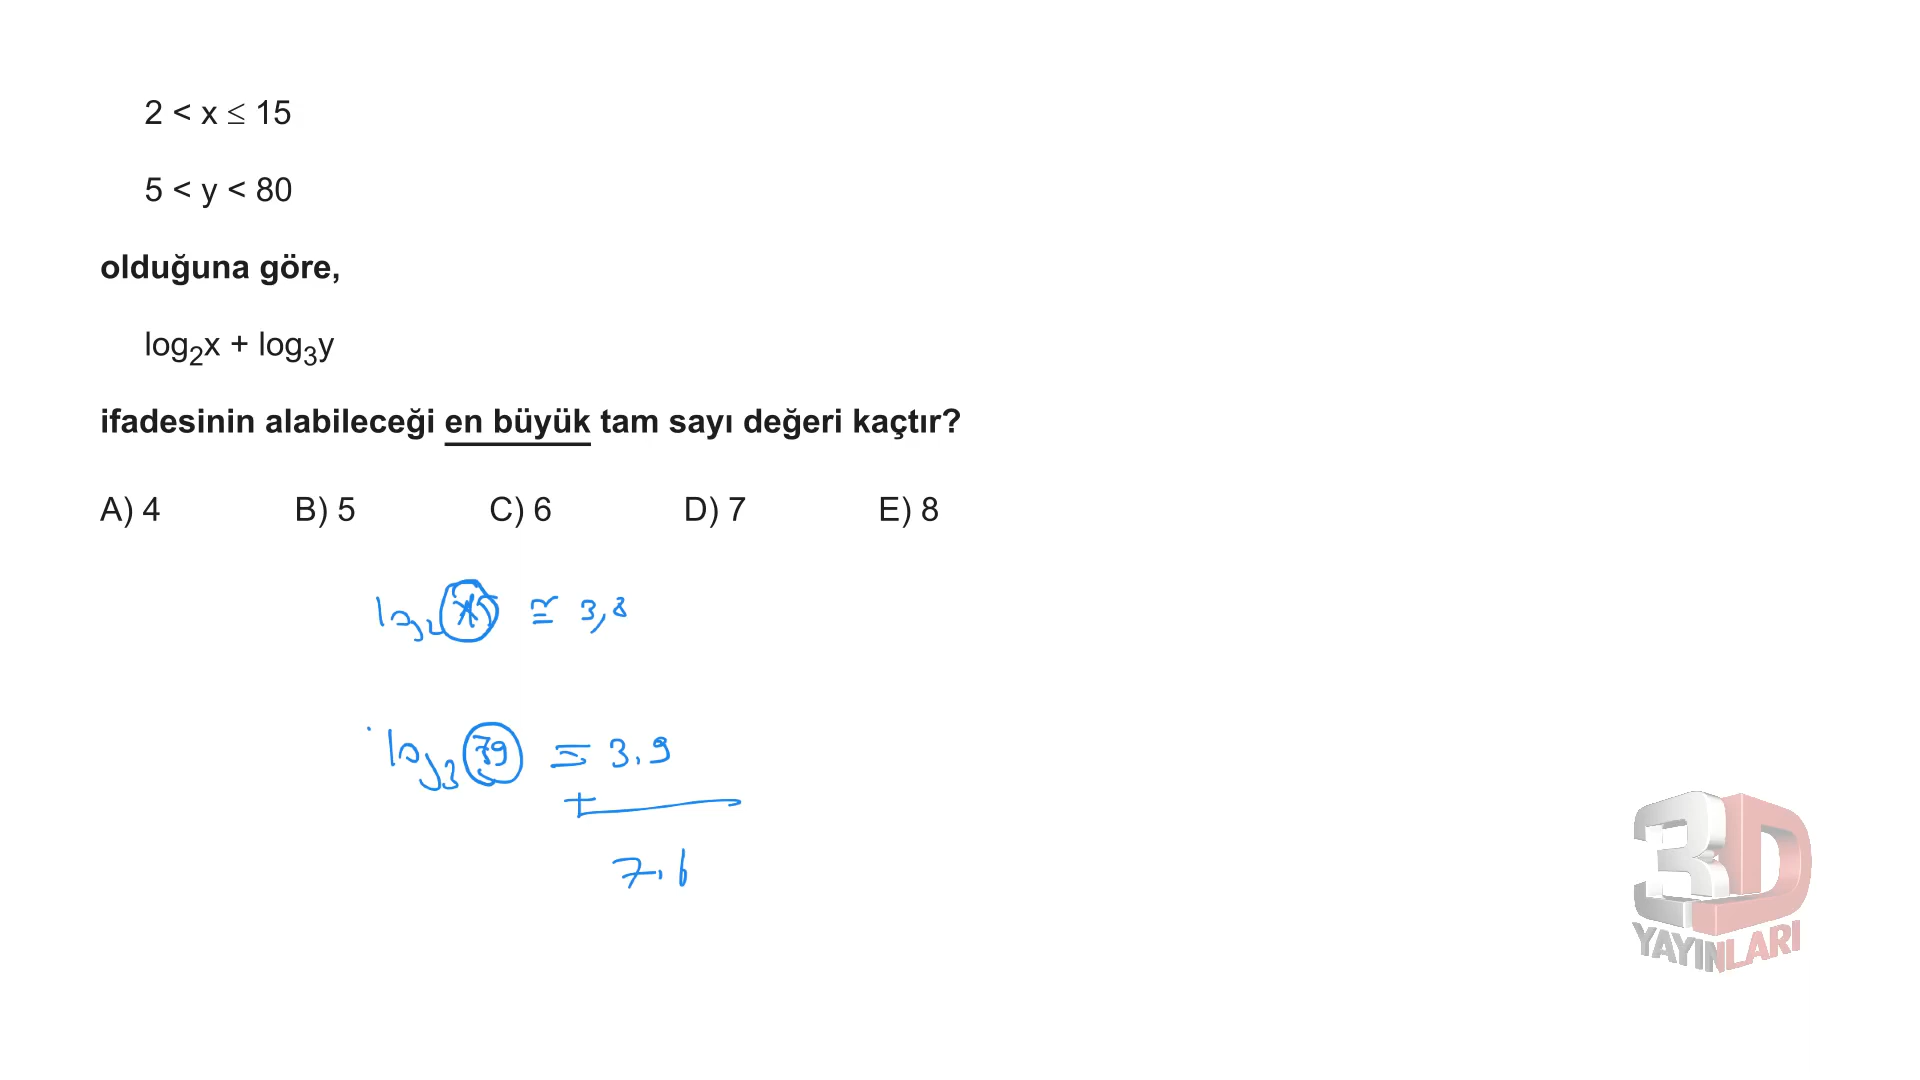 2 < x ≤ 15
5 < y < 80
olduğuna göre,
log₂x + log₃y
ifadesinin alabileceği en büyük tam sayı değeri kaçtır?
A) 4 B) 5 C) 6 D) 7 E) 8
log₂ ≅ 3,8
log₃ 79 ≅ 3,9
+
7,6
3D
YAYINLARI